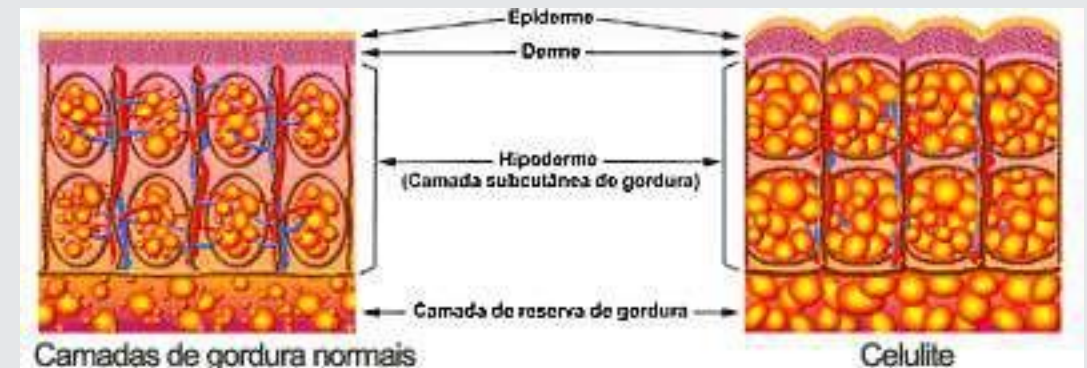 Epiderme
Derme
Hipoderme
(Camada subcutânea de gordura)
Camada de reserva de gordura
Camadas de gordura normais
Celulite